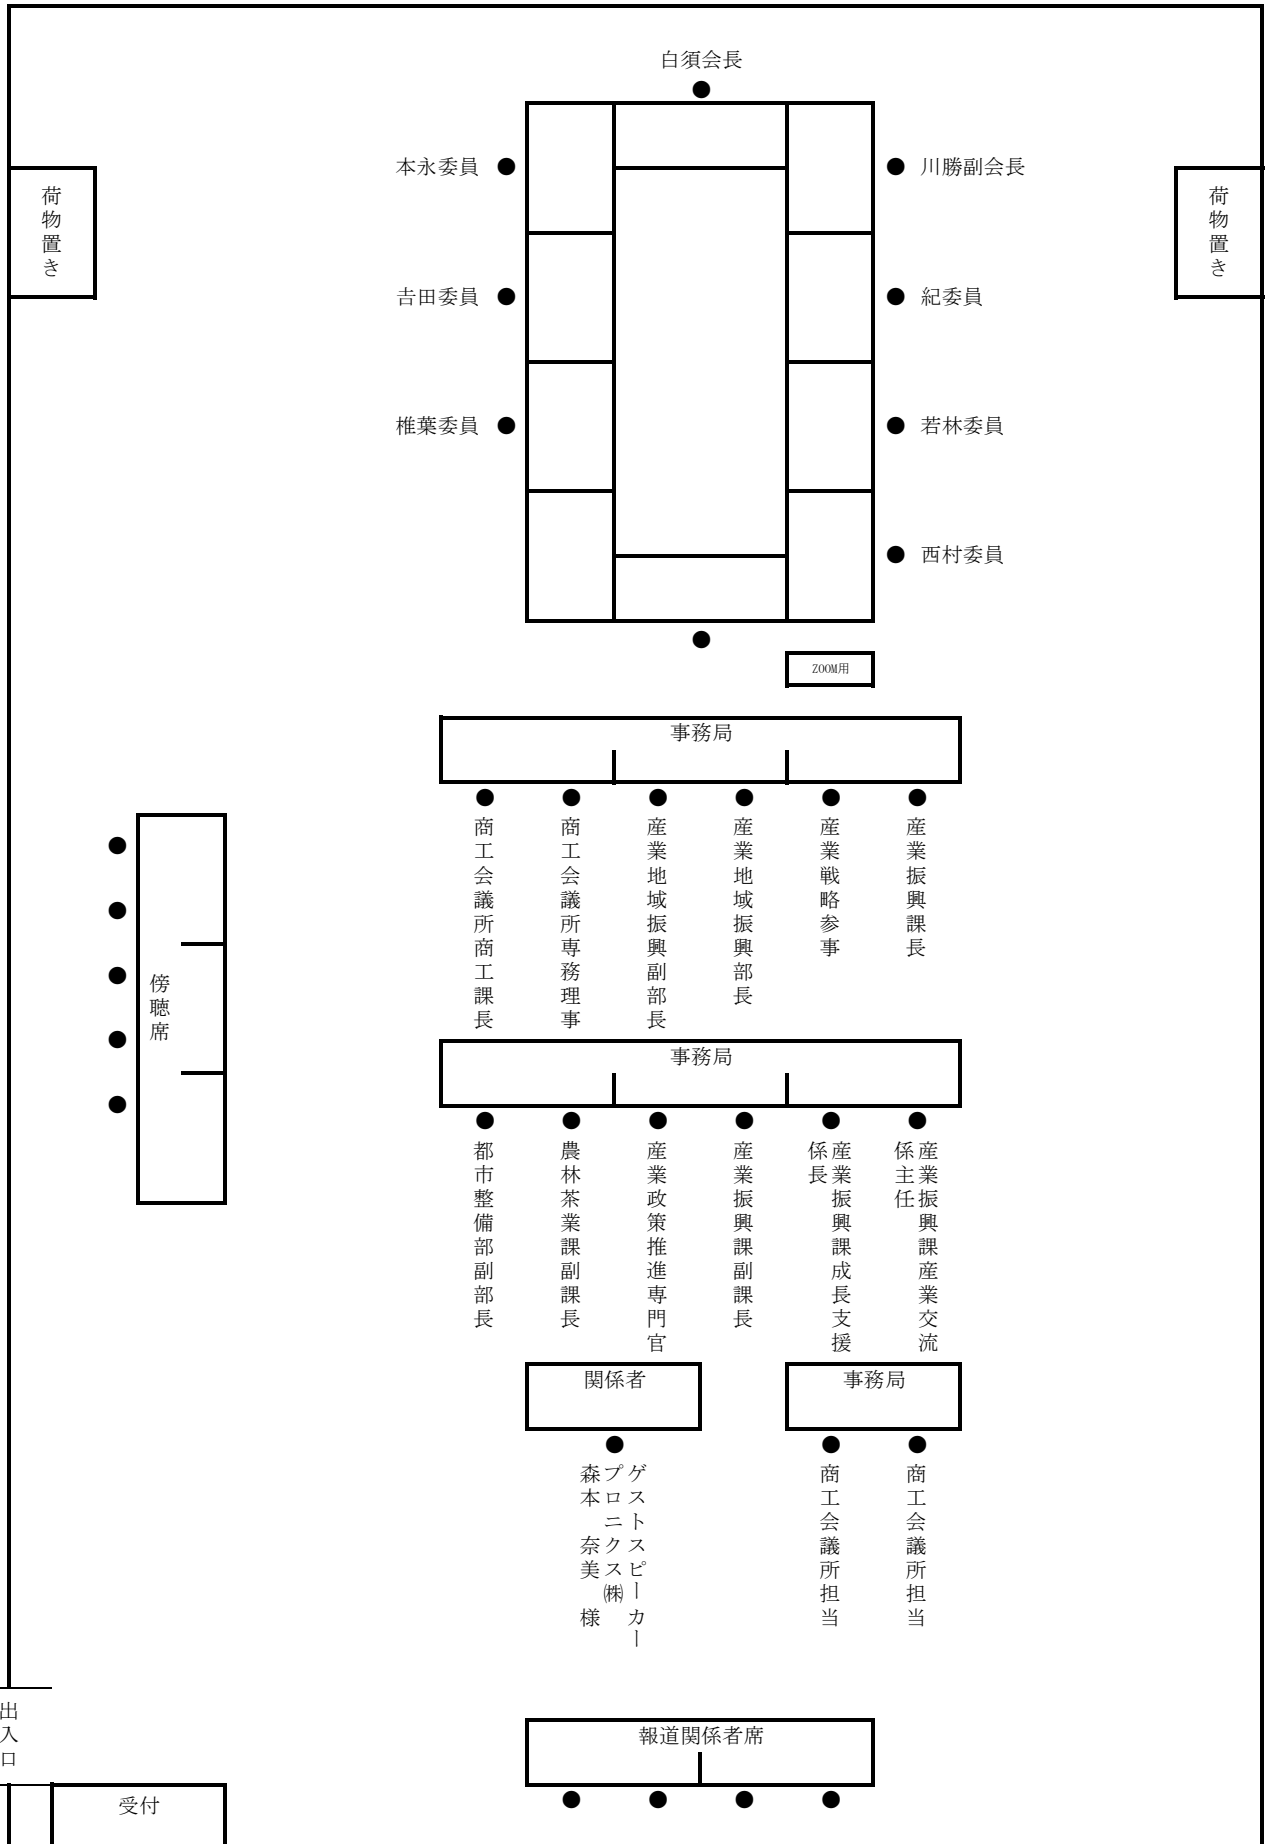 白須会長
本永委員
川勝副会長
荷物置き
荷物置き
𠮷田委員
紀委員
椎葉委員
若林委員
西村委員
ZOOM用
事務局
商工会議所商工課長
商工会議所専務理事
産業地域振興副部長
産業地域振興部長
産業戦略参事
産業振興課長
傍聴席
事務局
都市整備部副部長
農林茶業課副課長
産業政策推進専門官
産業振興課副課長
産業振興課成長支援
係長
産業振興課産業交流
係主任
関係者
事務局
ゲストスピーカー
プロニクス㈱
森本 奈美 様
商工会議所担当
商工会議所担当
出入口
報道関係者席
受付